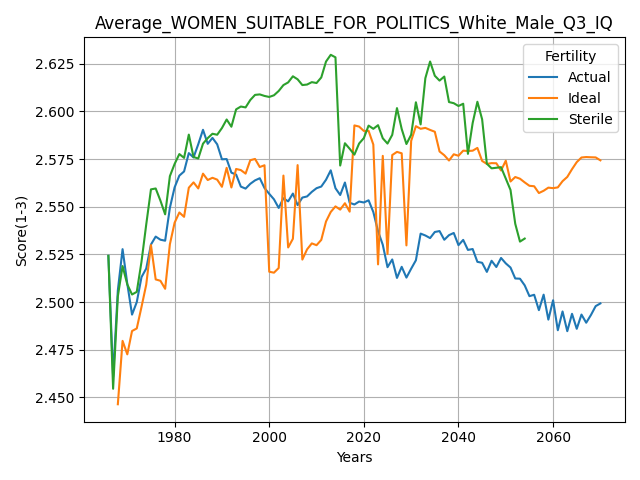 Average_WOMEN_SUITABLE_FOR_POLITICS_White_Male_Q3_IQ
Fertility
Actual
Ideal
Sterile
Score(1-3)
2.625
2.600
2.575
2.550
2.525
2.500
2.475
2.450
1980
2000
2020
2040
2060
Years